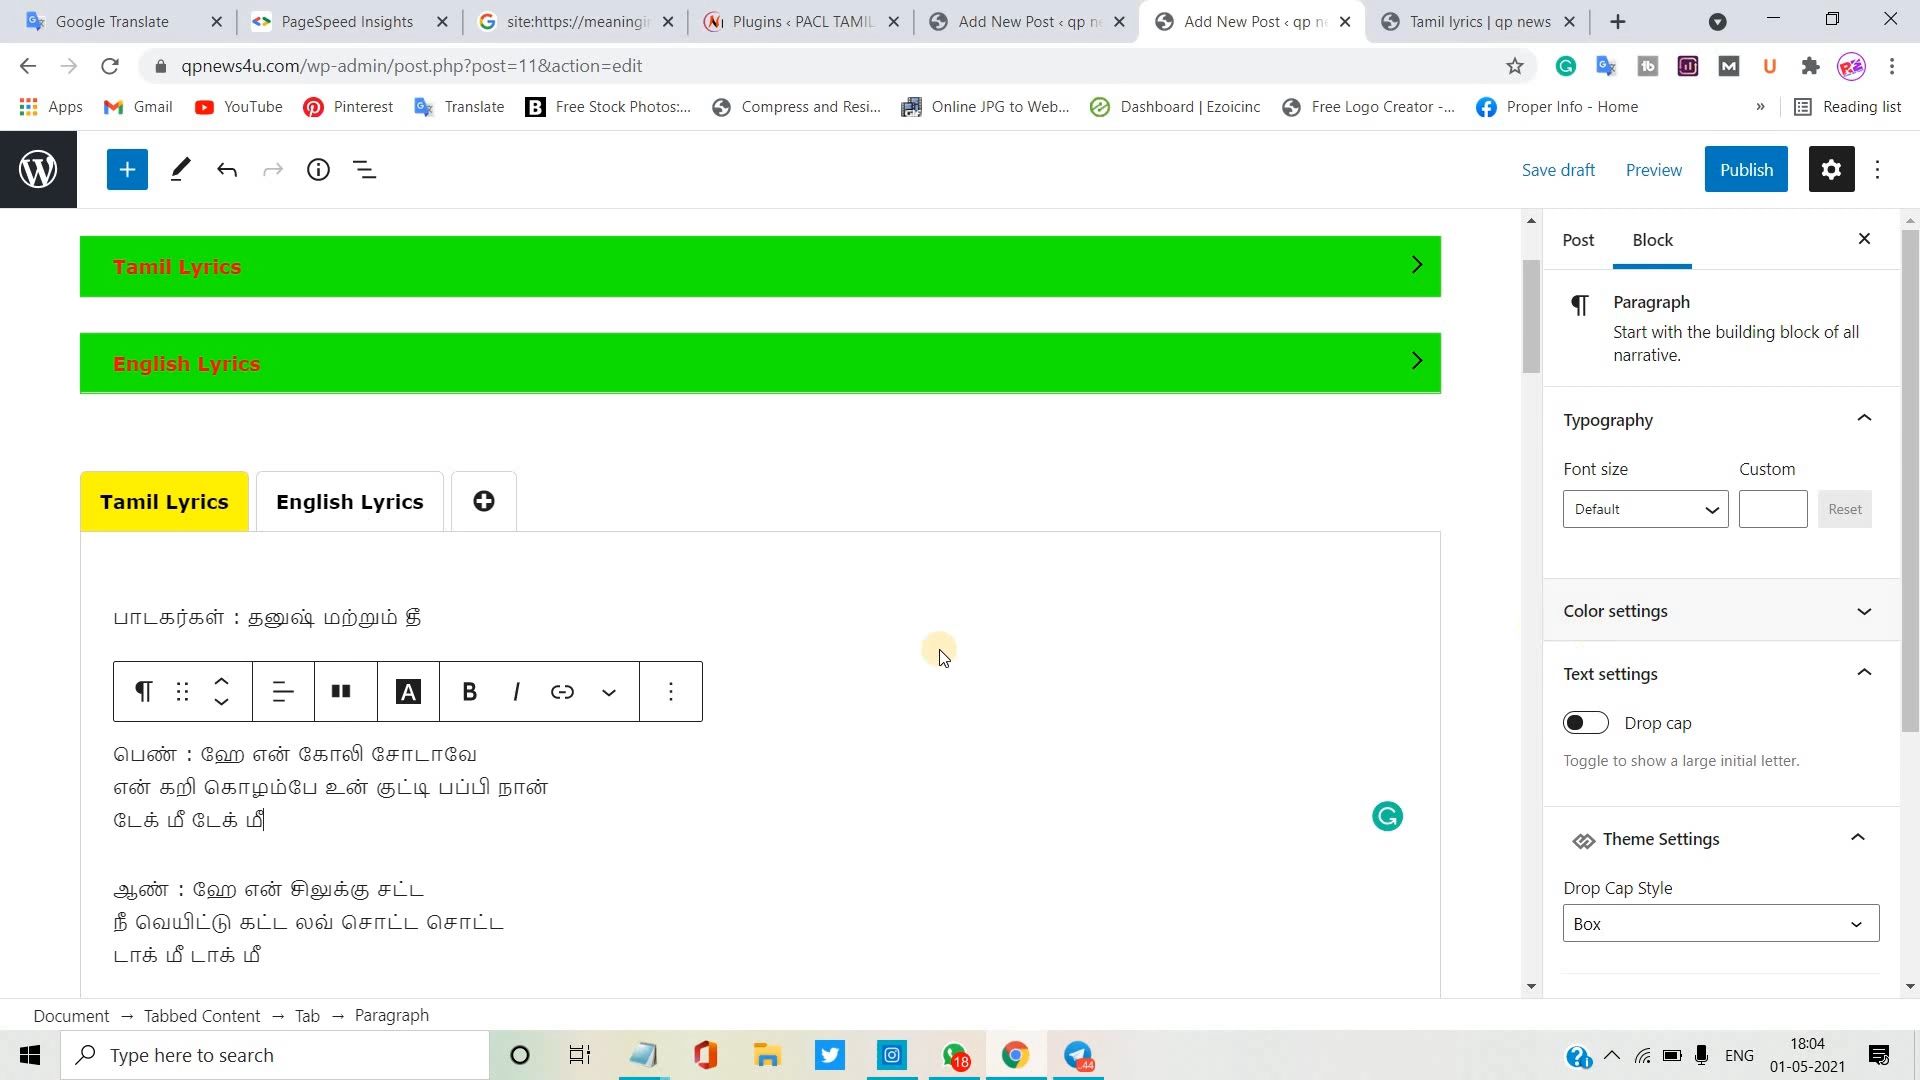 Google Translate
PageSpeed Insights
site:https://meaningir
Plugins ‹ PACL TAMIL
Add New Post ‹ qp ne
Add New Post ‹ qp ne
Tamil lyrics | qp news
qpnews4u.com/wp-admin/post.php?post=11&action=edit
Apps
Gmail
YouTube
Pinterest
Translate
Free Stock Photos:...
Compress and Resi...
Online JPG to Web...
Dashboard | Ezoicinc
Free Logo Creator -...
Proper Info - Home
»
Reading list
Save draft
Preview
Publish
Tamil Lyrics
English Lyrics
Tamil Lyrics
English Lyrics
பாடகர்கள் : தனுஷ் மற்றும் தீ
A
B
I
பெண் : ஹே என் கோலி சோடாவே
என் கறி கொழம்பே உன் குட்டி பப்பி நான்
டேக் மீ டேக் மீ
ஆண் : ஹே என் சிலுக்கு சட்ட
நீ வெயிட்டு கட்ட லவ் சொட்ட சொட்ட
டாக் மீ டாக் மீ
Post
Block
Paragraph
Start with the building block of all
narrative.
Typography
Font size
Custom
Default
Reset
Color settings
Text settings
Drop cap
Toggle to show a large initial letter.
Theme Settings
Drop Cap Style
Box
Document → Tabbed Content → Tab → Paragraph
Type here to search
18
44
ENG
18:04
01-05-2021